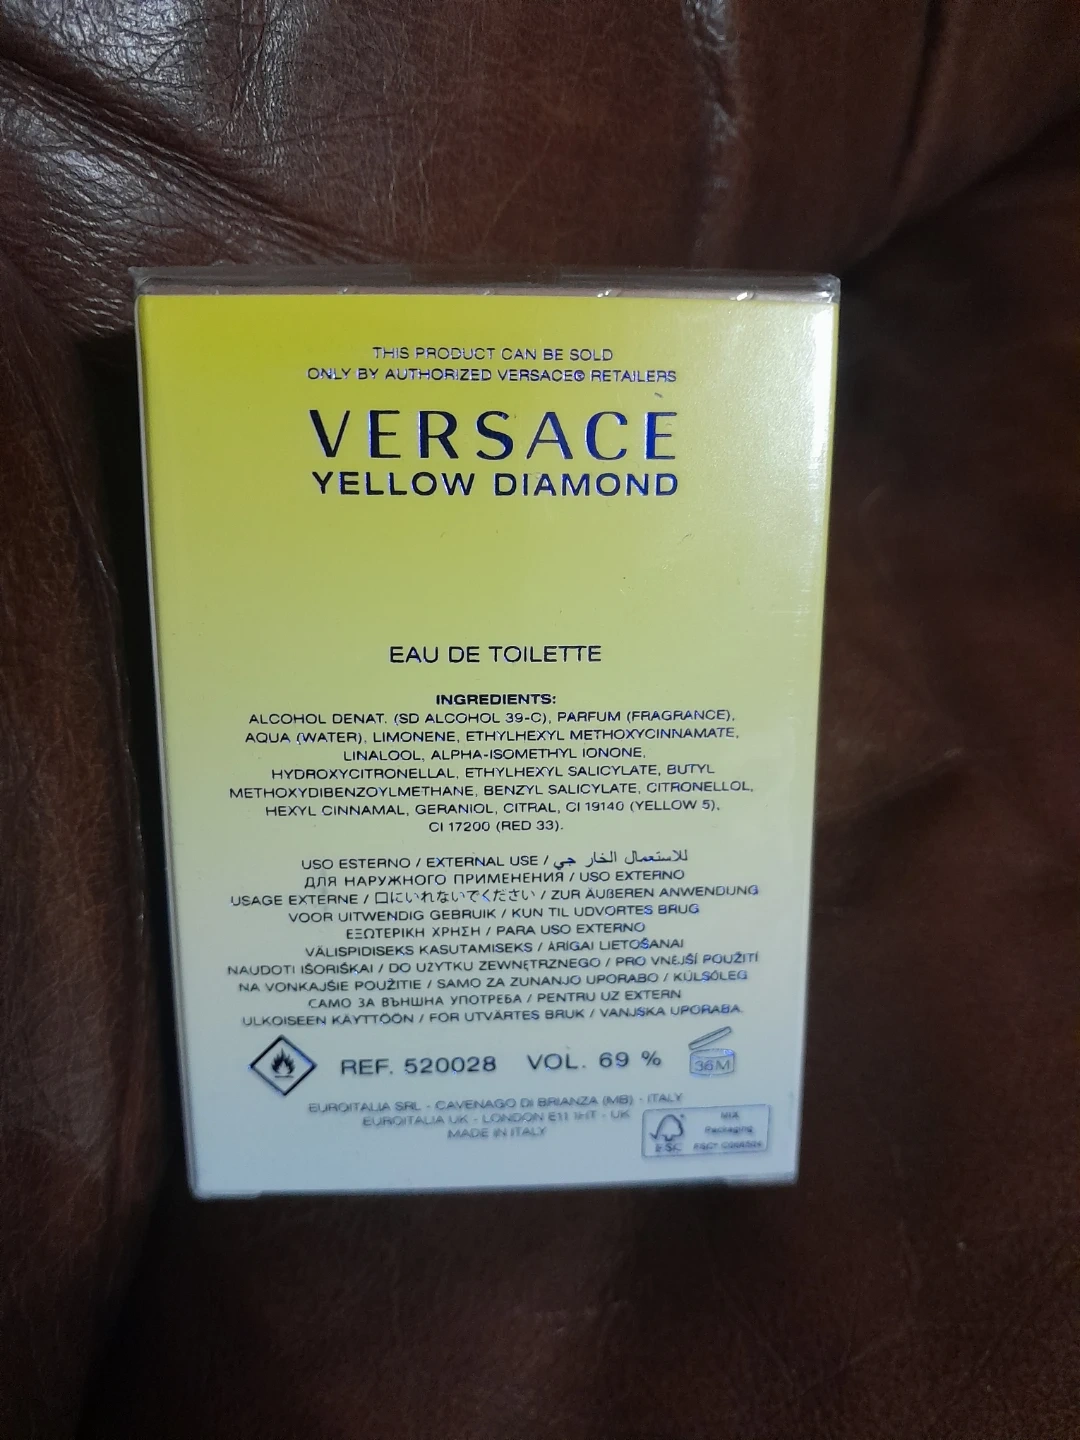 THIS PRODUCT CAN BE SOLD
ONLY BY AUTHORIZED VERSACE® RETAILERS
VERSACE
YELLOW DIAMOND
EAU DE TOILETTE
INGREDIENTS:
ALCOHOL DENAT. (SD ALCOHOL 39-C), PARFUM (FRAGRANCE),
AQUA (WATER), LIMONENE, ETHYLHEXYL METHOXYCINNAMATE,
LINALOOL, ALPHA-ISOMETHYL IONONE,
HYDROXYCITRONELLAL, ETHYLHEXYL SALICYLATE, BUTYL
METHOXYDIBENZOYLMETHANE, BENZYL SALICYLATE, CITRONELLOL,
HEXYL CINNAMAL, GERANIOL, CITRAL, CI 19140 (YELLOW 5),
CI 17200 (RED 33).
USO ESTERNO / EXTERNAL USE / للاستعمال الخار جي
ДЛЯ НАРУЖНОГО ПРИМЕНЕНИЯ / USO EXTERNO
USAGE EXTERNE / 口にいれないでください / ZUR ÄUßEREN ANWENDUNG
VOOR UITWENDIG GEBRUIK / KUN TIL UDVORTES BRUG
ΕΞΩΤΕΡΙΚΗ ΧΡΗΣΗ / PARA USO EXTERNO
VÄLISPIDISEKS KASUTAMISEKS / ĀRĪGAI LIETOŠANAI
NAUDOTI IŠORIŠKAI / DO UŻYTKU ZEWNĘTRZNEGO / PRO VNĚJŠÍ POUŽITÍ
NA VONKAJŠIE POUŽITIE / SAMO ZA ZUNANJO UPORABO / KÜLSŐLEG
САМО ЗА ВЪНШНА УПОТРЕБА / PENTRU UZ EXTERN
ULKOISEEN KÄYTTÖÖN / FÖR UTVÄRTES BRUK / VANJSKA UPORABA.
REF. 520028 VOL. 69 % 36M
EUROITALIA SRL - CAVENAGO DI BRIANZA (MB) - ITALY
EUROITALIA UK - LONDON E11 1HT - UK
MADE IN ITALY
FSC
MIX
Packaging